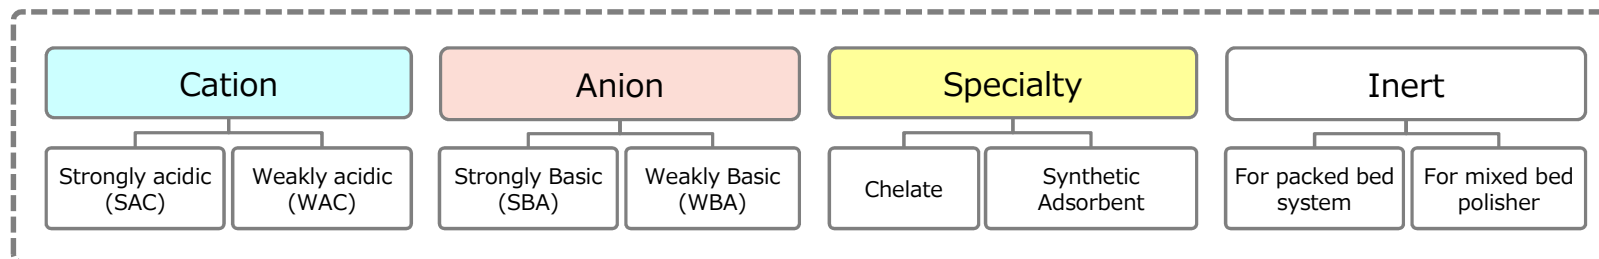 Cation
Strongly acidic
(SAC)
Weakly acidic
(WAC)
Anion
Strongly Basic
(SBA)
Weakly Basic
(WBA)
Specialty
Chelate
Synthetic
Adsorbent
Inert
For packed bed
system
For mixed bed
polisher